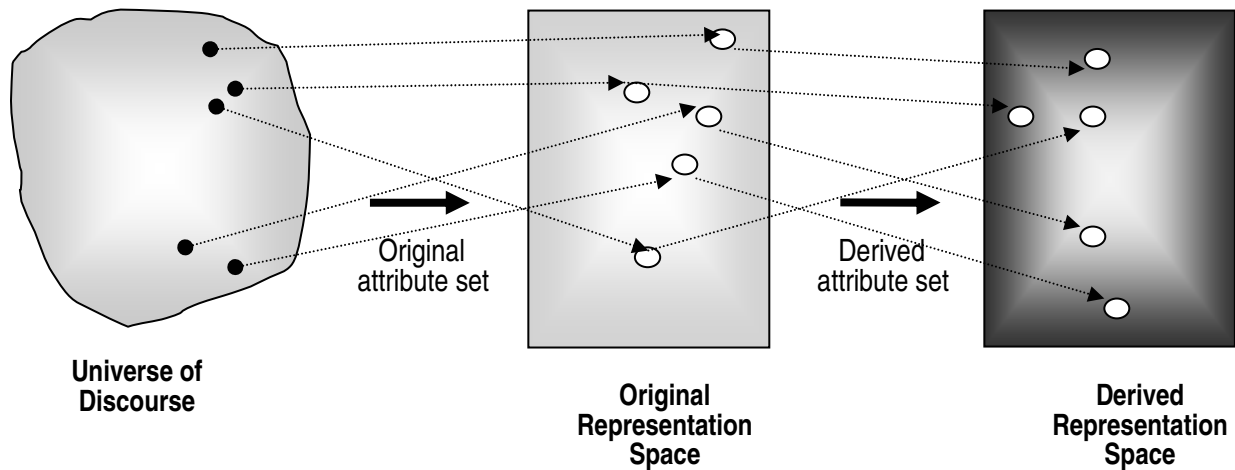 Original
attribute set
Derived
attribute set
Universe of
Discourse
Original
Representation
Space
Derived
Representation
Space